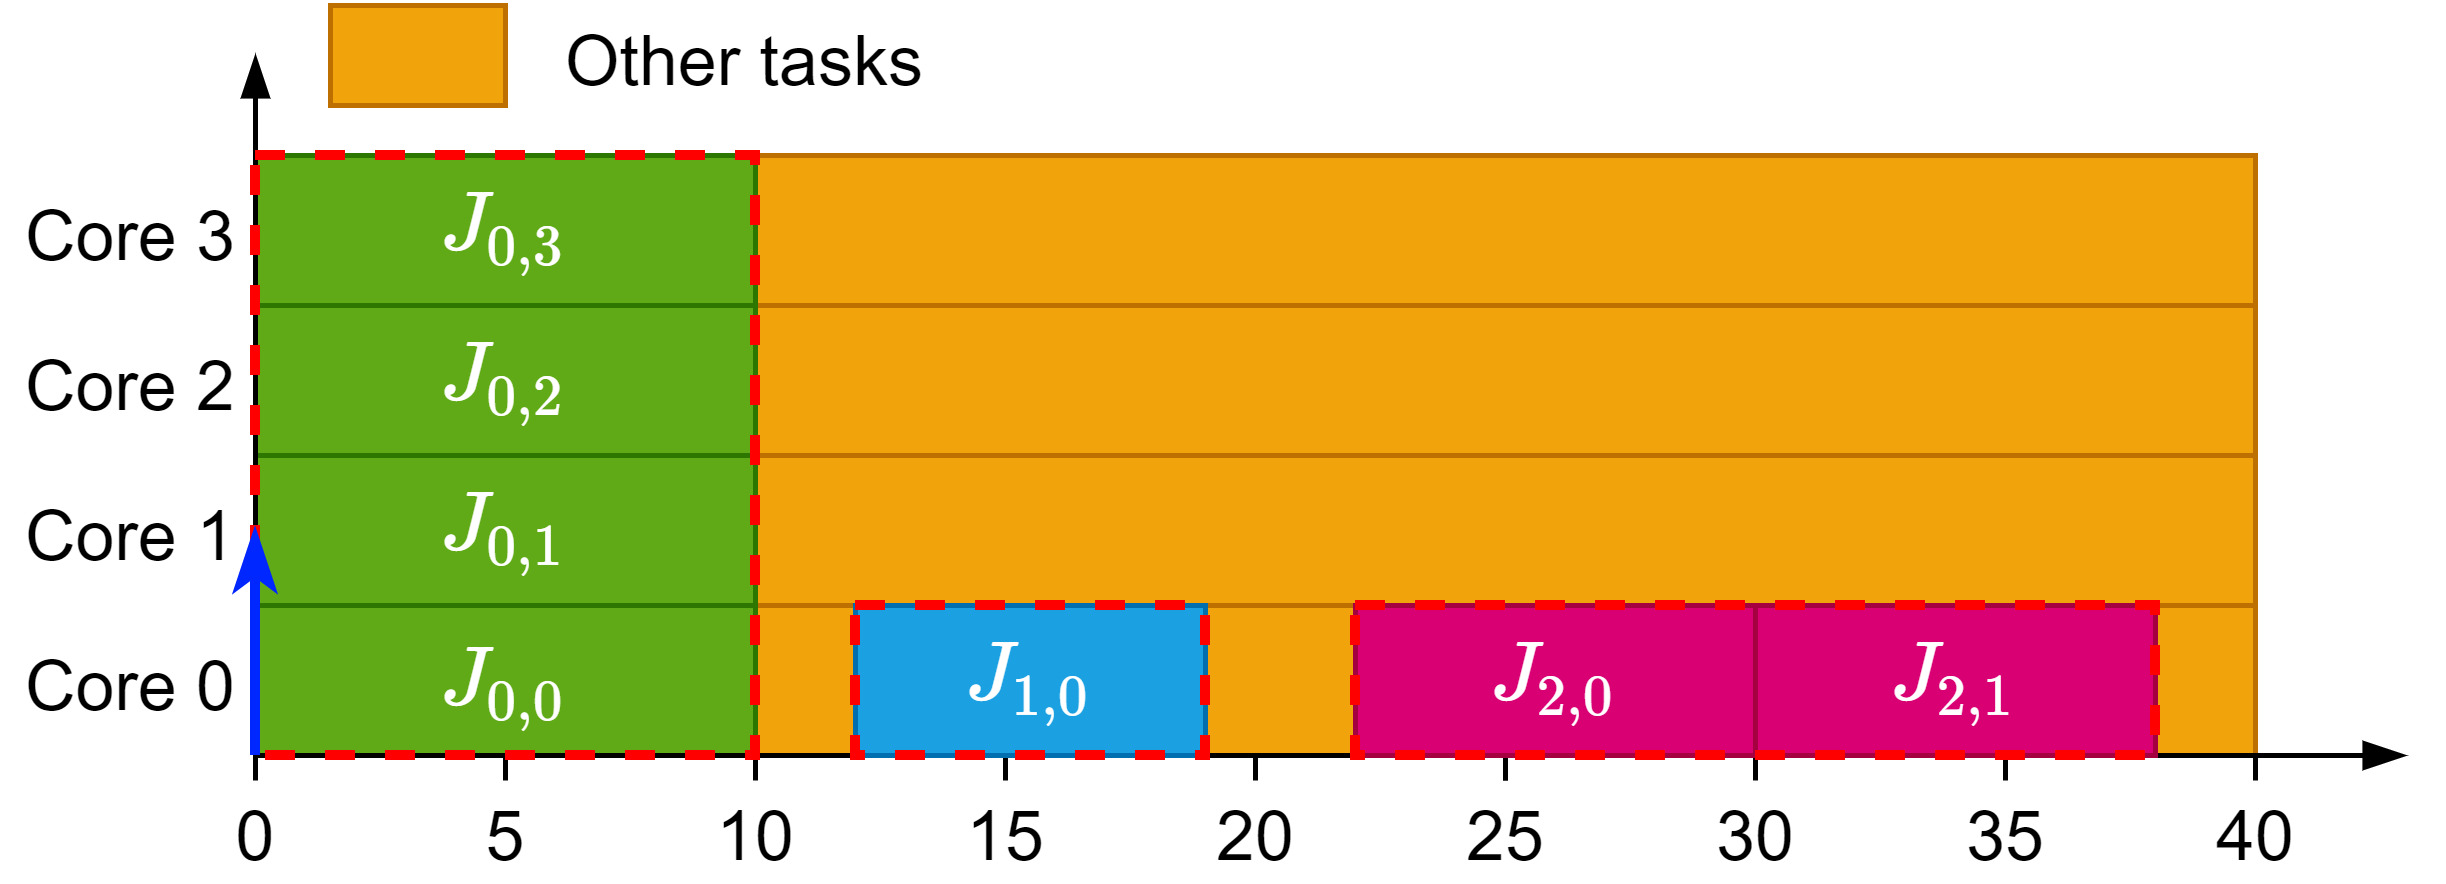 Other tasks
Core 3
J0,3
Core 2
J0,2
Core 1
J0,1
Core 0
J0,0
J1,0
J2,0
J2,1
0 5 10 15 20 25 30 35 40